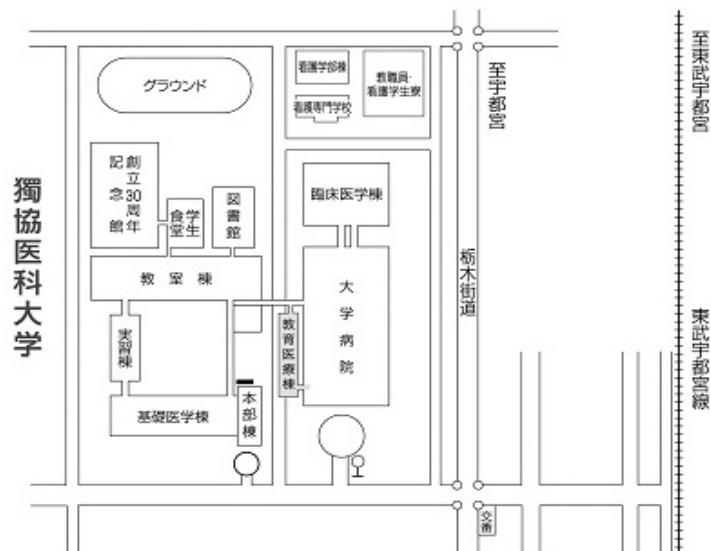 獨協医科大学
グラウンド
看護学部棟
看護専門学校
教職員・
看護学生寮
至宇都宮
至東武宇都宮
創立30周年
記念館
学生
食堂
図書館
臨床医学棟
教室棟
大学病院
栃木街道
実習棟
教育医療棟
東武宇都宮線
基礎医学棟
本部棟
交番